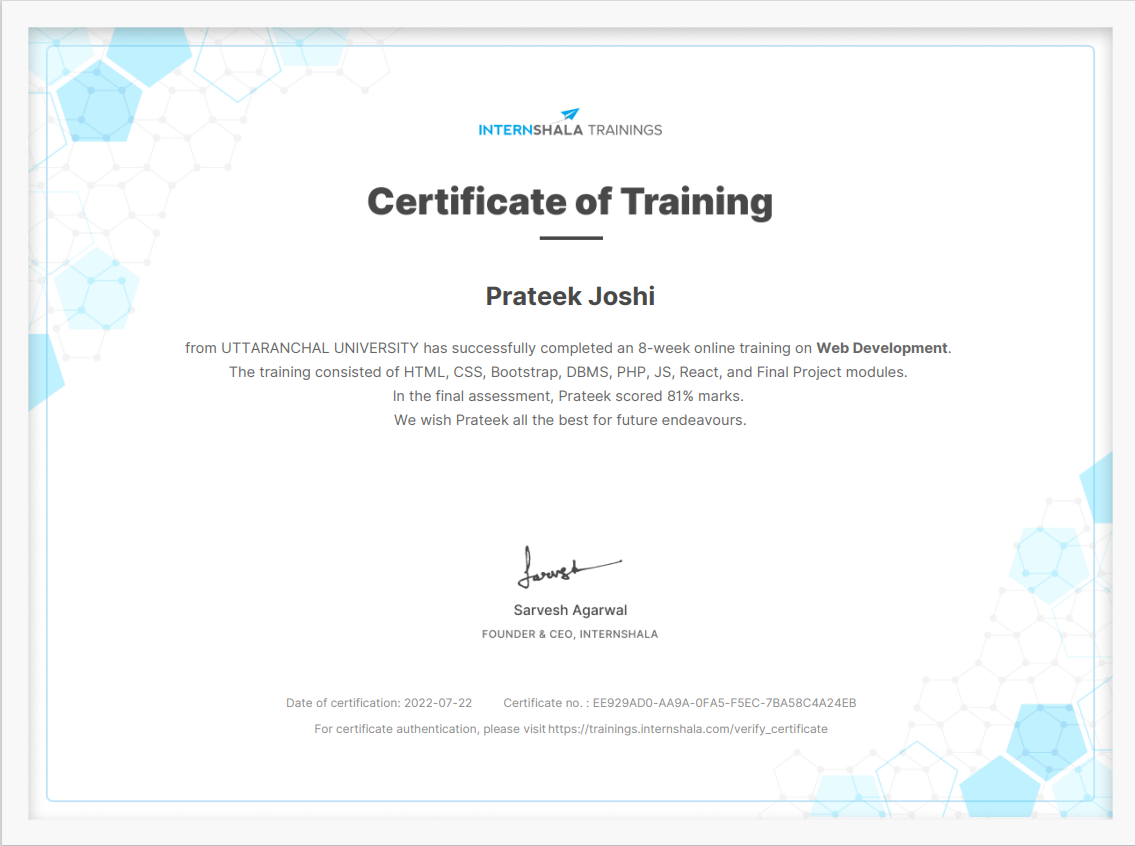 INTERNSHALA TRAININGS
Certificate of Training
Prateek Joshi
from UTTARANCHAL UNIVERSITY has successfully completed an 8-week online training on Web Development.
The training consisted of HTML, CSS, Bootstrap, DBMS, PHP, JS, React, and Final Project modules.
In the final assessment, Prateek scored 81% marks.
We wish Prateek all the best for future endeavours.
Sarvesh
Sarvesh Agarwal
FOUNDER & CEO, INTERNSHALA
Date of certification: 2022-07-22 Certificate no. : EE929AD0-AA9A-0FA5-F5EC-7BA58C4A24EB
For certificate authentication, please visit https://trainings.internshala.com/verify_certificate